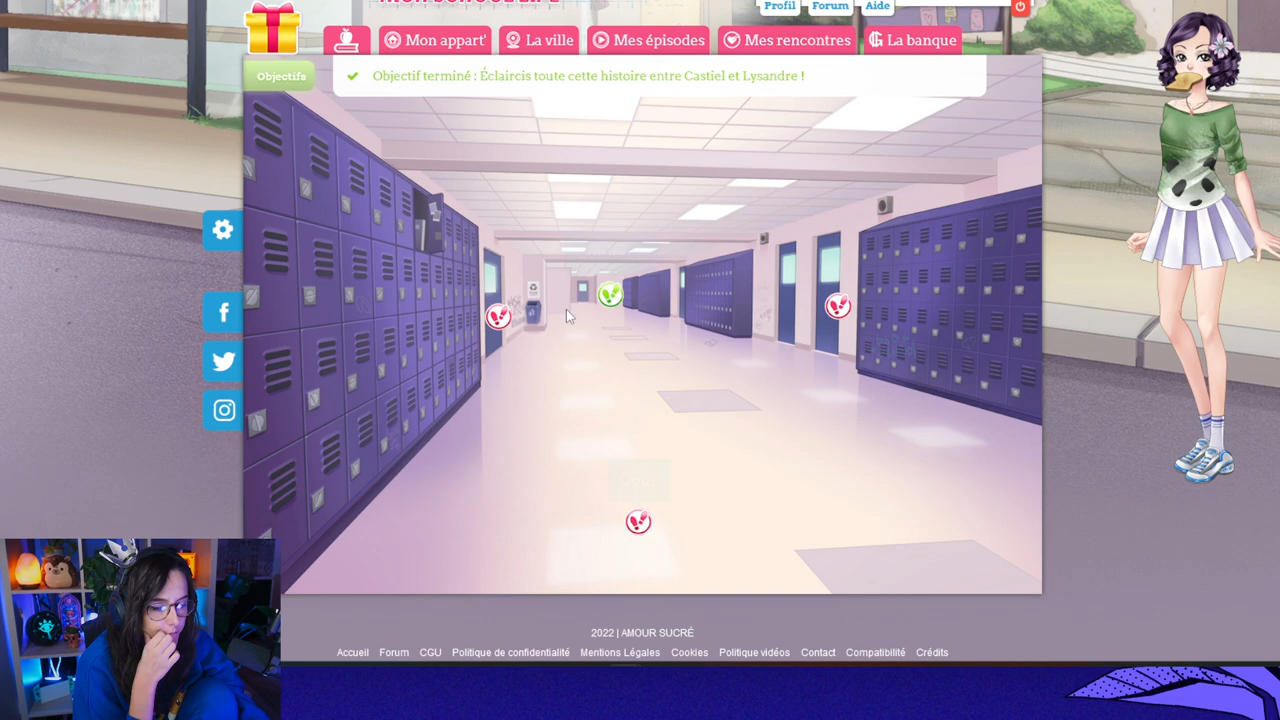 Profil Forum Aide
Mon appart' La ville Mes épisodes Mes rencontres La banque
Objectifs
Objectif terminé : Éclaircis toute cette histoire entre Castiel et Lysandre !
2022 | AMOUR SUCRÉ
Accueil Forum CGU Politique de confidentialité Mentions Légales Cookies Politique vidéos Contact Compatibilité Crédits